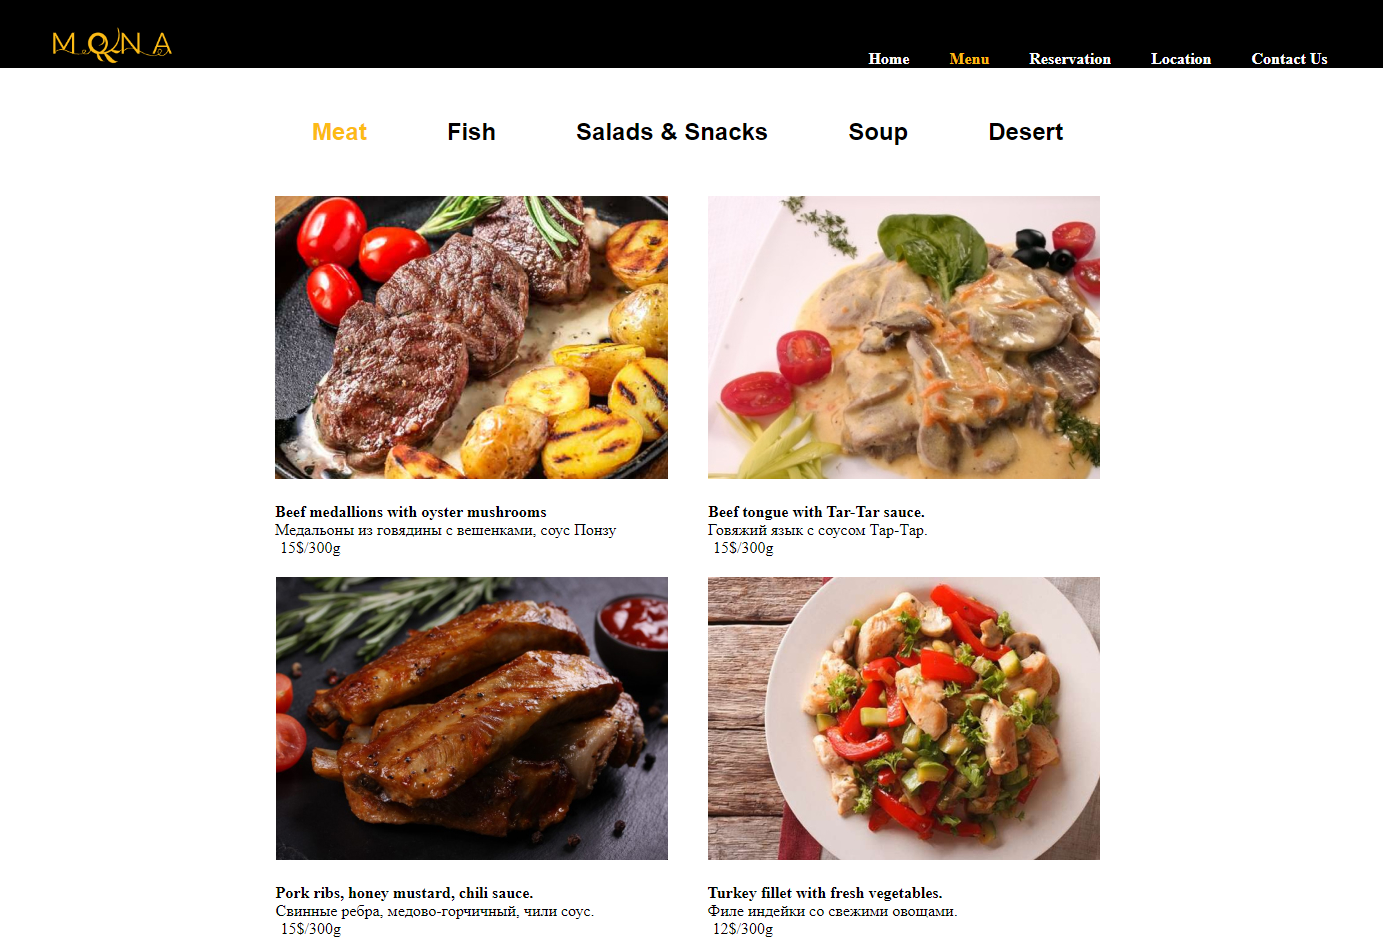 MONA
Home Menu Reservation Location Contact Us
Meat Fish Salads & Snacks Soup Desert
Beef medallions with oyster mushrooms
Медальоны из говядины с вешенками, соус Понзу
15$/300g
Beef tongue with Tar-Tar sauce.
Говяжий язык с соусом Тар-Тар.
15$/300g
Pork ribs, honey mustard, chili sauce.
Свинные ребра, медово-горчичный, чили соус.
15$/300g
Turkey fillet with fresh vegetables.
Филе индейки со свежими овощами.
12$/300g